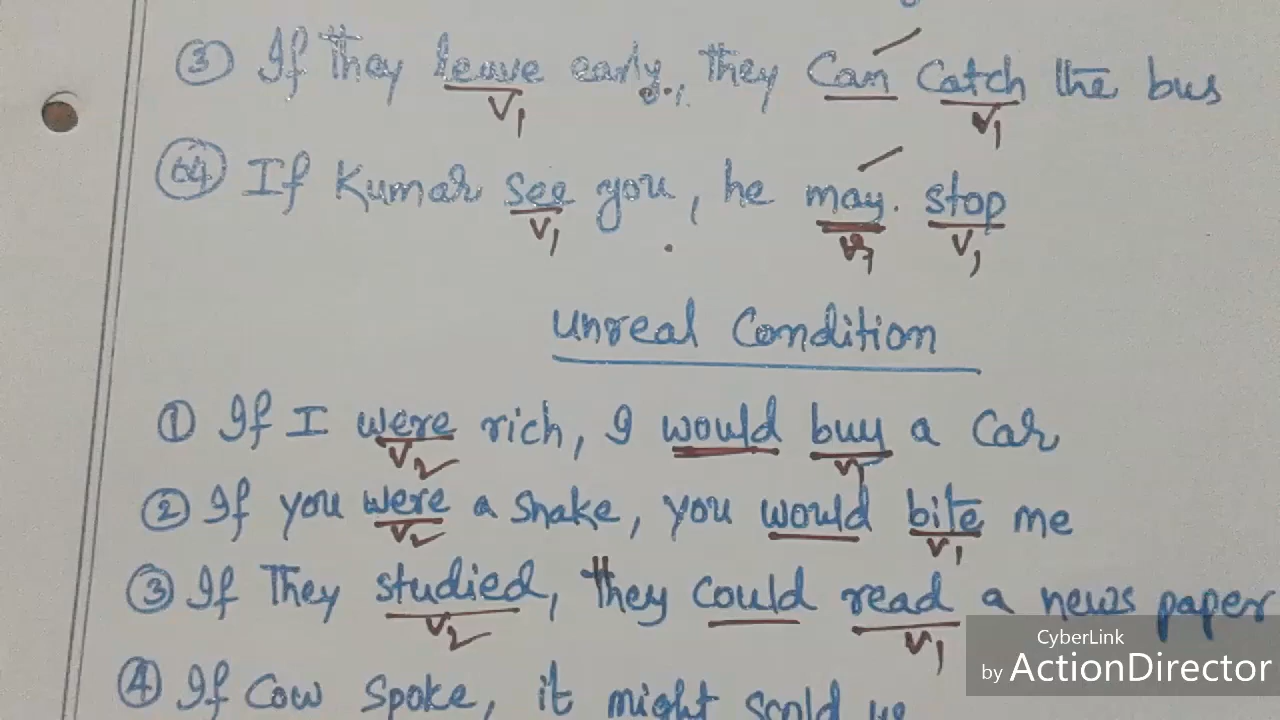 ③ If They leave early, they Can Catch the bus
V1 V1
④ If Kumar see you, he may. stop
V1 V1 V1
Unreal Condition
① If I were rich, I would buy a Car
V2 V1
② If you were a snake, you would bite me
V2 V1
③ If They studied, they Could read a news paper
V2 V1
④ If Cow spoke, it might scold us
CyberLink
by ActionDirector